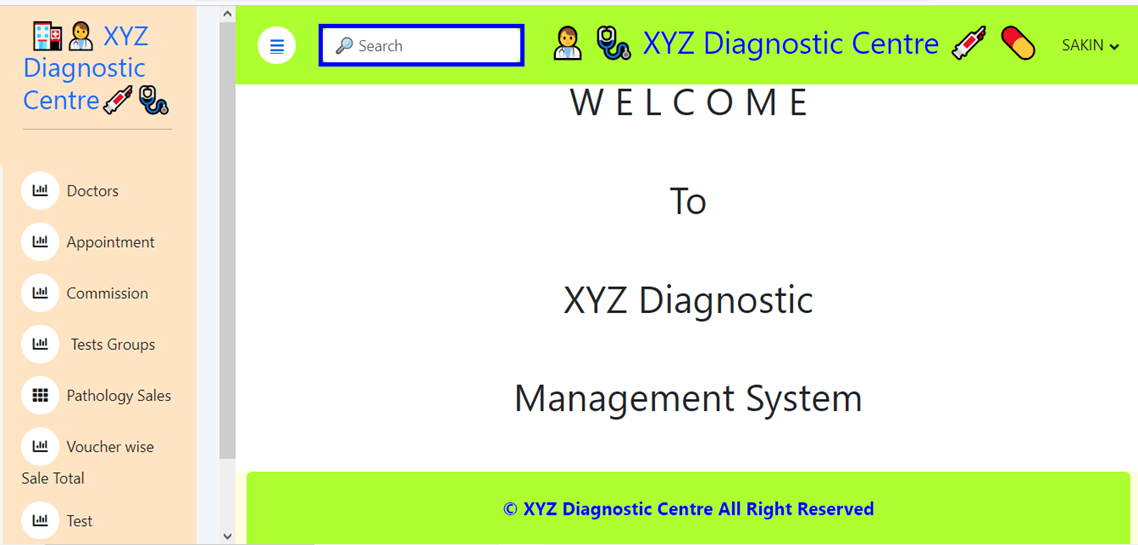 XYZ
Diagnostic
Centre
Doctors
Appointment
Commission
Tests Groups
Pathology Sales
Voucher wise
Sale Total
Test
Search
XYZ Diagnostic Centre
SAKIN
W E L C O M E
To
XYZ Diagnostic
Management System
© XYZ Diagnostic Centre All Right Reserved